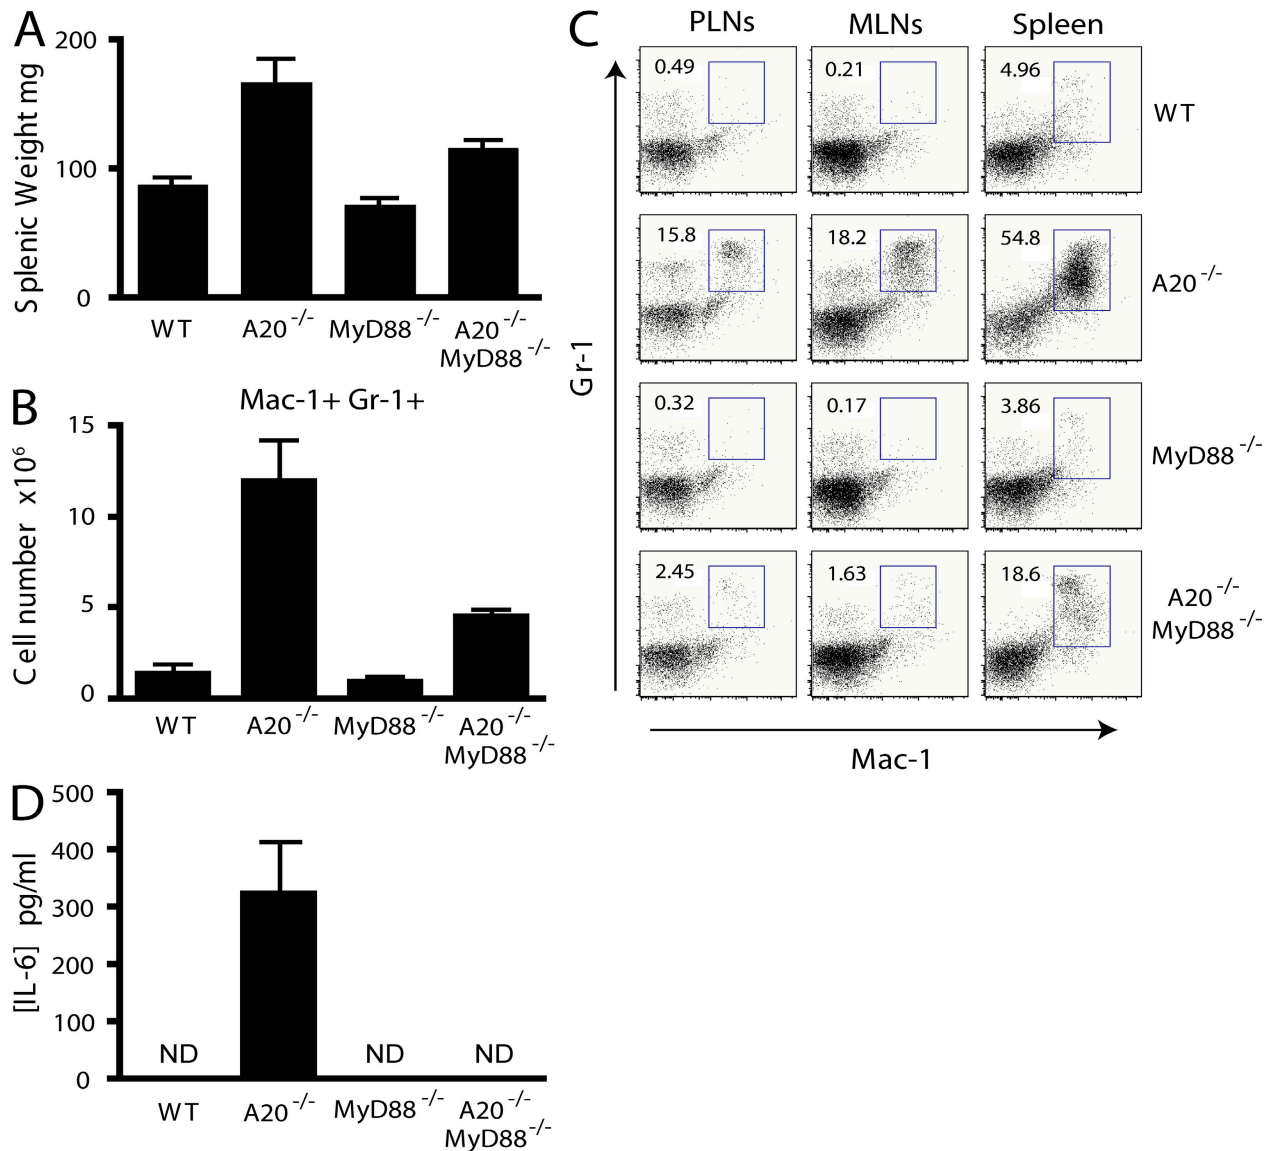 A
Splenic Weight mg
200
100
0
WT
A20 -/-
MyD88 -/-
A20 -/-
MyD88 -/-
B
Mac-1+ Gr-1+
Cell number x10⁶
15
10
5
0
WT
A20 -/-
MyD88 -/-
A20 -/-
MyD88 -/-
C
PLNs MLNs Spleen
0.49 0.21 4.96
WT
15.8 18.2 54.8
A20 -/-
0.32 0.17 3.86
MyD88 -/-
2.45 1.63 18.6
A20 -/-
MyD88 -/-
Gr-1
Mac-1
D
[IL-6] pg/ml
500
400
300
200
100
0
ND ND ND
WT
A20 -/-
MyD88 -/-
A20 -/-
MyD88 -/-